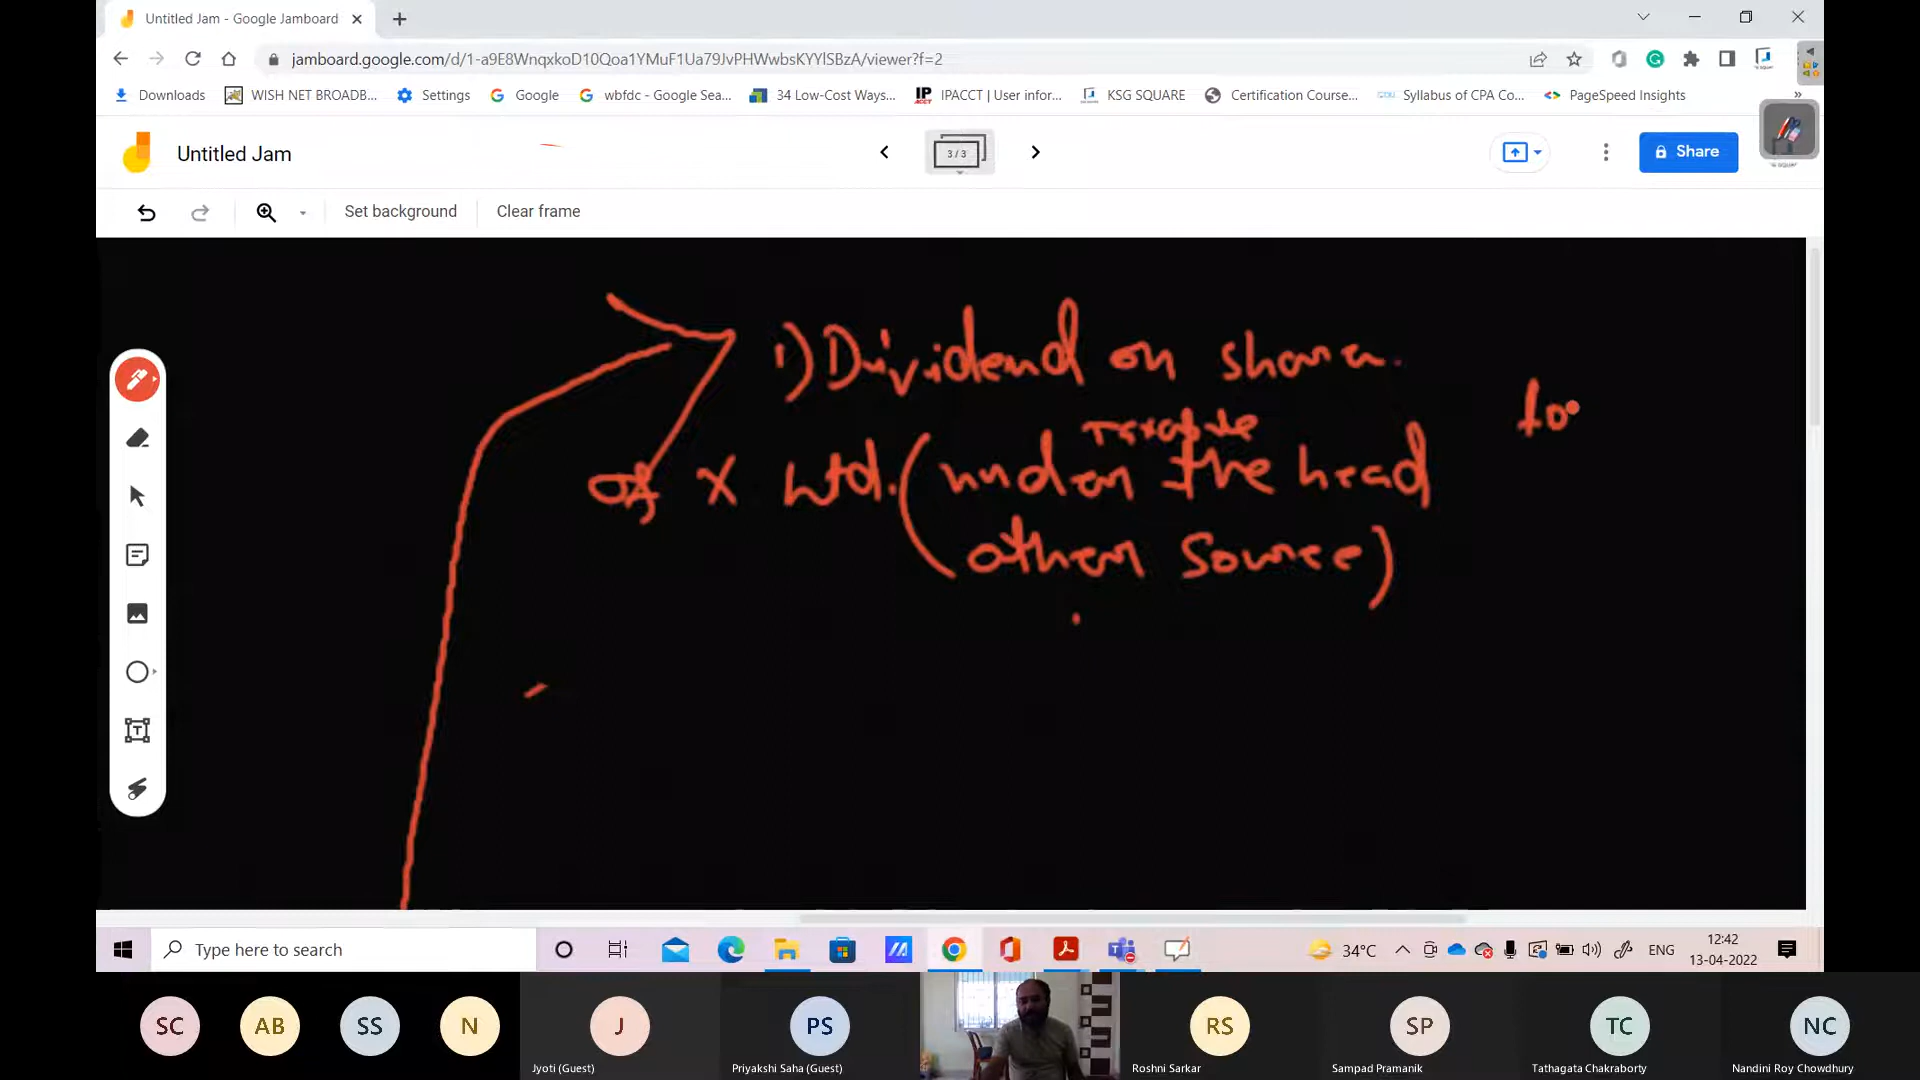 Untitled Jam - Google Jamboard
jamboard.google.com/d/1-a9E8WnqxkoD10Qoa1YMuF1Ua79JvPHWwbsKYYlSBzA/viewer?f=2
Downloads WISH NET BROADB... Settings Google wbfdc - Google Sea... 34 Low-Cost Ways... IP IPACCT | User infor... KSG SQUARE Certification Course... Syllabus of CPA Co... PageSpeed Insights »
Untitled Jam
3 / 3
Share
Set background Clear frame
1) Dividend on share.
fo
taxable
of X Ltd. (under the head
other source)
Type here to search
34°C
ENG
12:42
13-04-2022
SC AB SS N J PS RS SP TC NC
Jyoti (Guest) Priyakshi Saha (Guest) Roshni Sarkar Sampad Pramanik Tathagata Chakraborty Nandini Roy Chowdhury